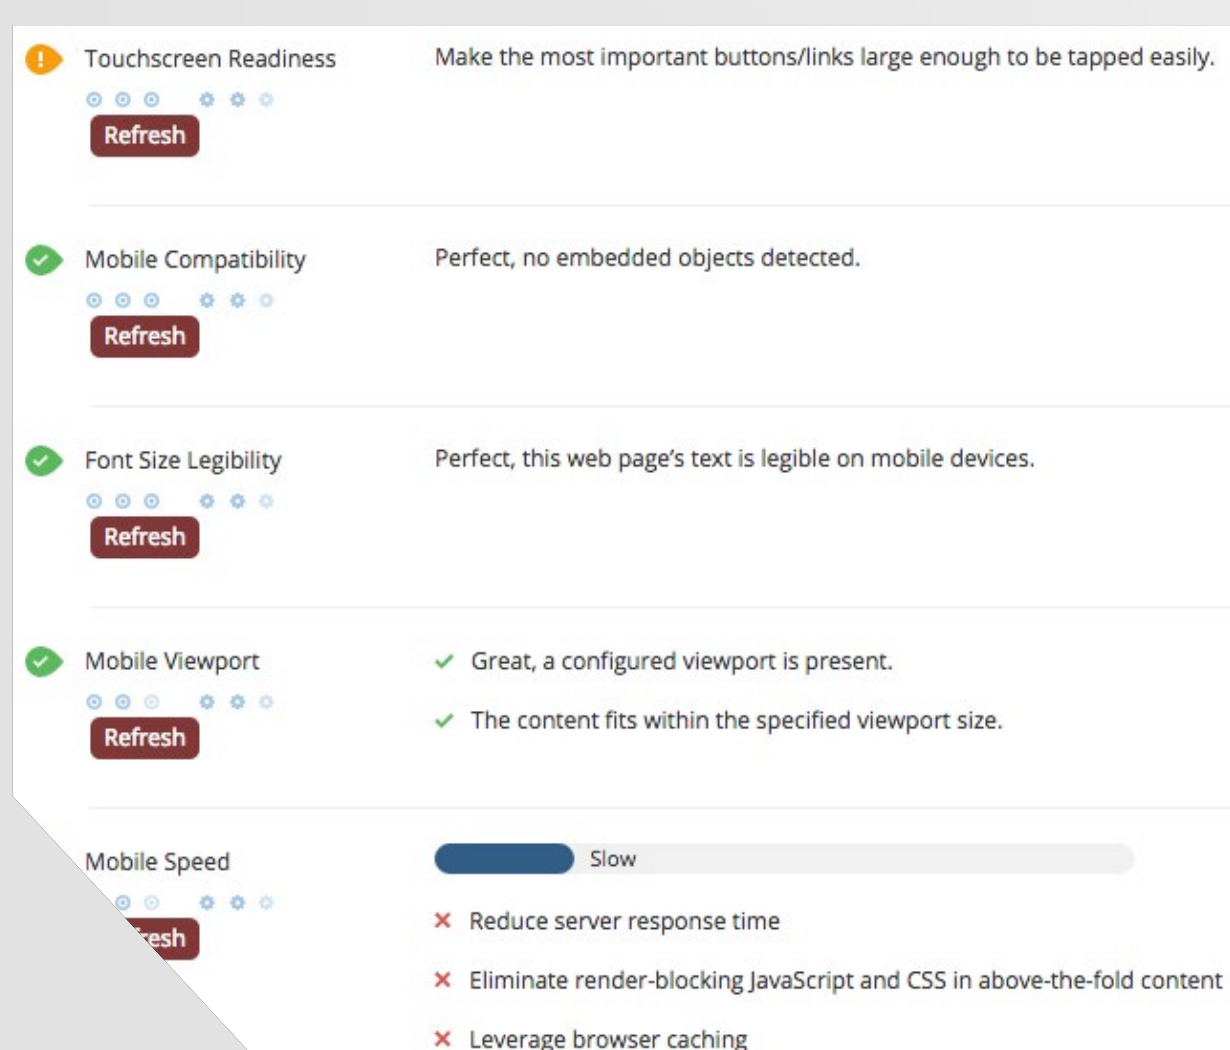 Touchscreen Readiness
Make the most important buttons/links large enough to be tapped easily.
Refresh
Mobile Compatibility
Perfect, no embedded objects detected.
Refresh
Font Size Legibility
Perfect, this web page’s text is legible on mobile devices.
Refresh
Mobile Viewport
Great, a configured viewport is present.
The content fits within the specified viewport size.
Refresh
Mobile Speed
Slow
Reduce server response time
resh
Eliminate render-blocking JavaScript and CSS in above-the-fold content
Leverage browser caching